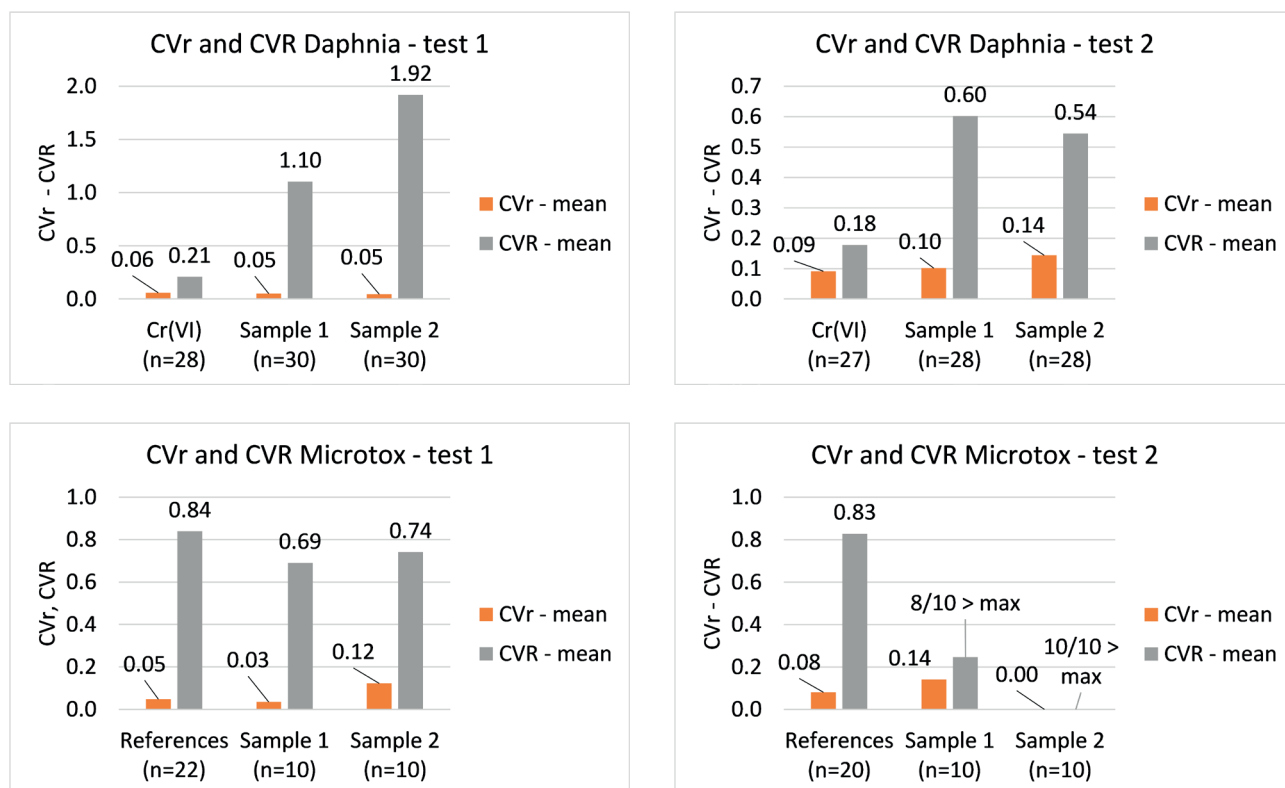 CVr and CVR Daphnia - test 1
CVr - CVR
2.0
1.5
1.0
0.5
0.0
0.06
0.21
0.05
1.10
0.05
1.92
Cr(VI)
(n=28)
Sample 1
(n=30)
Sample 2
(n=30)
CVr - mean
CVR - mean
CVr and CVR Daphnia - test 2
CVr - CVR
0.7
0.6
0.5
0.4
0.3
0.2
0.1
0.0
0.09
0.18
0.10
0.60
0.14
0.54
Cr(VI)
(n=27)
Sample 1
(n=28)
Sample 2
(n=28)
CVr - mean
CVR - mean
CVr and CVR Microtox - test 1
CVr, CVR
1.0
0.8
0.6
0.4
0.2
0.0
0.05
0.84
0.03
0.69
0.12
0.74
References
(n=22)
Sample 1
(n=10)
Sample 2
(n=10)
CVr - mean
CVR - mean
CVr and CVR Microtox - test 2
CVr - CVR
1.0
0.8
0.6
0.4
0.2
0.0
0.08
0.83
0.14
8/10 > max
0.00
10/10 >
max
References
(n=20)
Sample 1
(n=10)
Sample 2
(n=10)
CVr - mean
CVR - mean